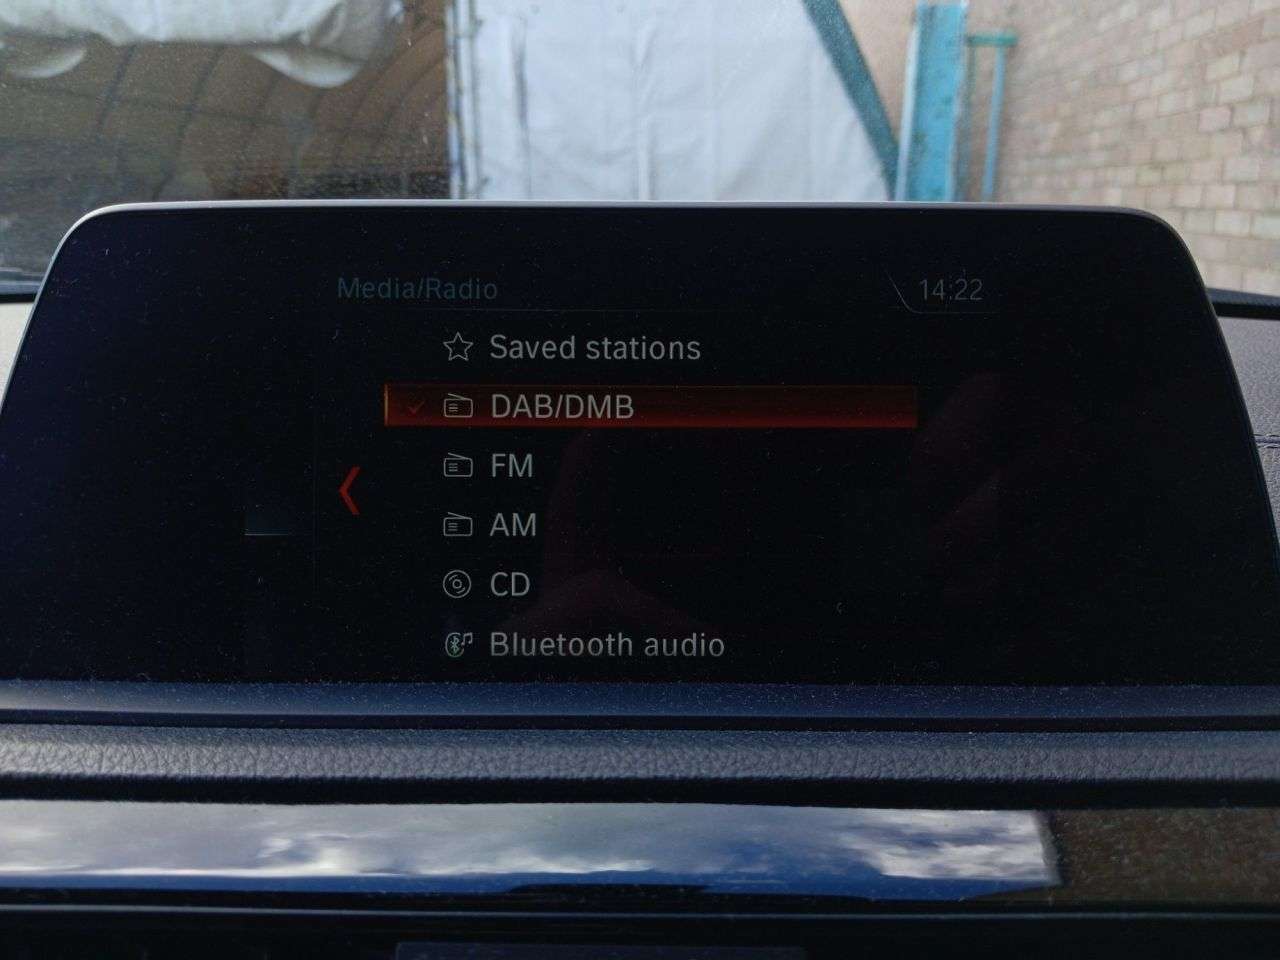 Media/Radio
14:22
Saved stations
DAB/DMB
FM
AM
CD
Bluetooth audio